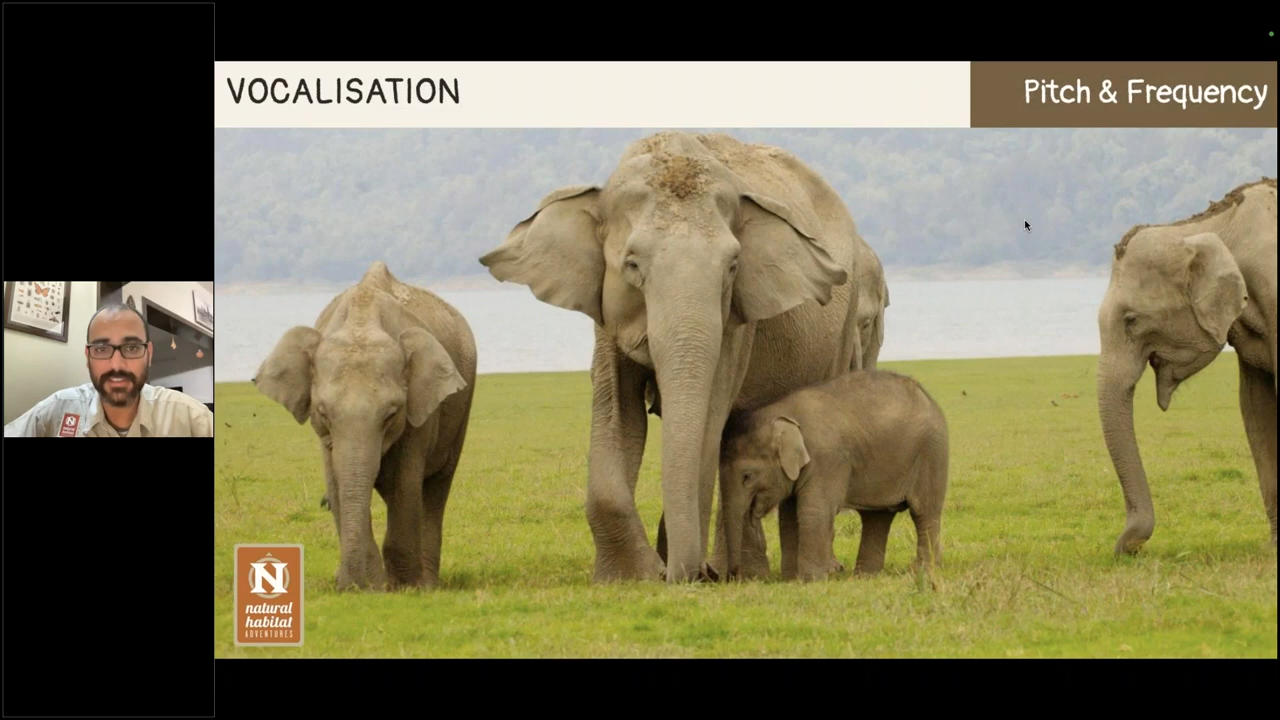 VOCALISATION
Pitch & Frequency
N
natural
habitat
ADVENTURES